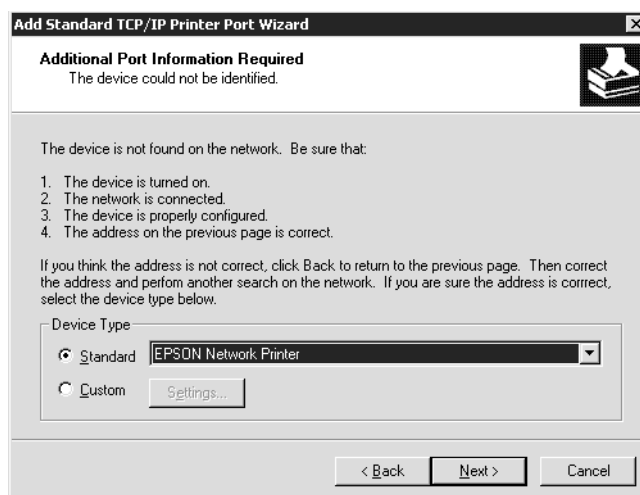 Add Standard TCP/IP Printer Port Wizard
Additional Port Information Required
The device could not be identified.
The device is not found on the network. Be sure that:
1. The device is turned on.
2. The network is connected.
3. The device is properly configured.
4. The address on the previous page is correct.
If you think the address is not correct, click Back to return to the previous page. Then correct
the address and perfom another search on the network. If you are sure the address is corrrect,
select the device type below.
Device Type
Standard EPSON Network Printer
Custom Settings...
< Back Next > Cancel